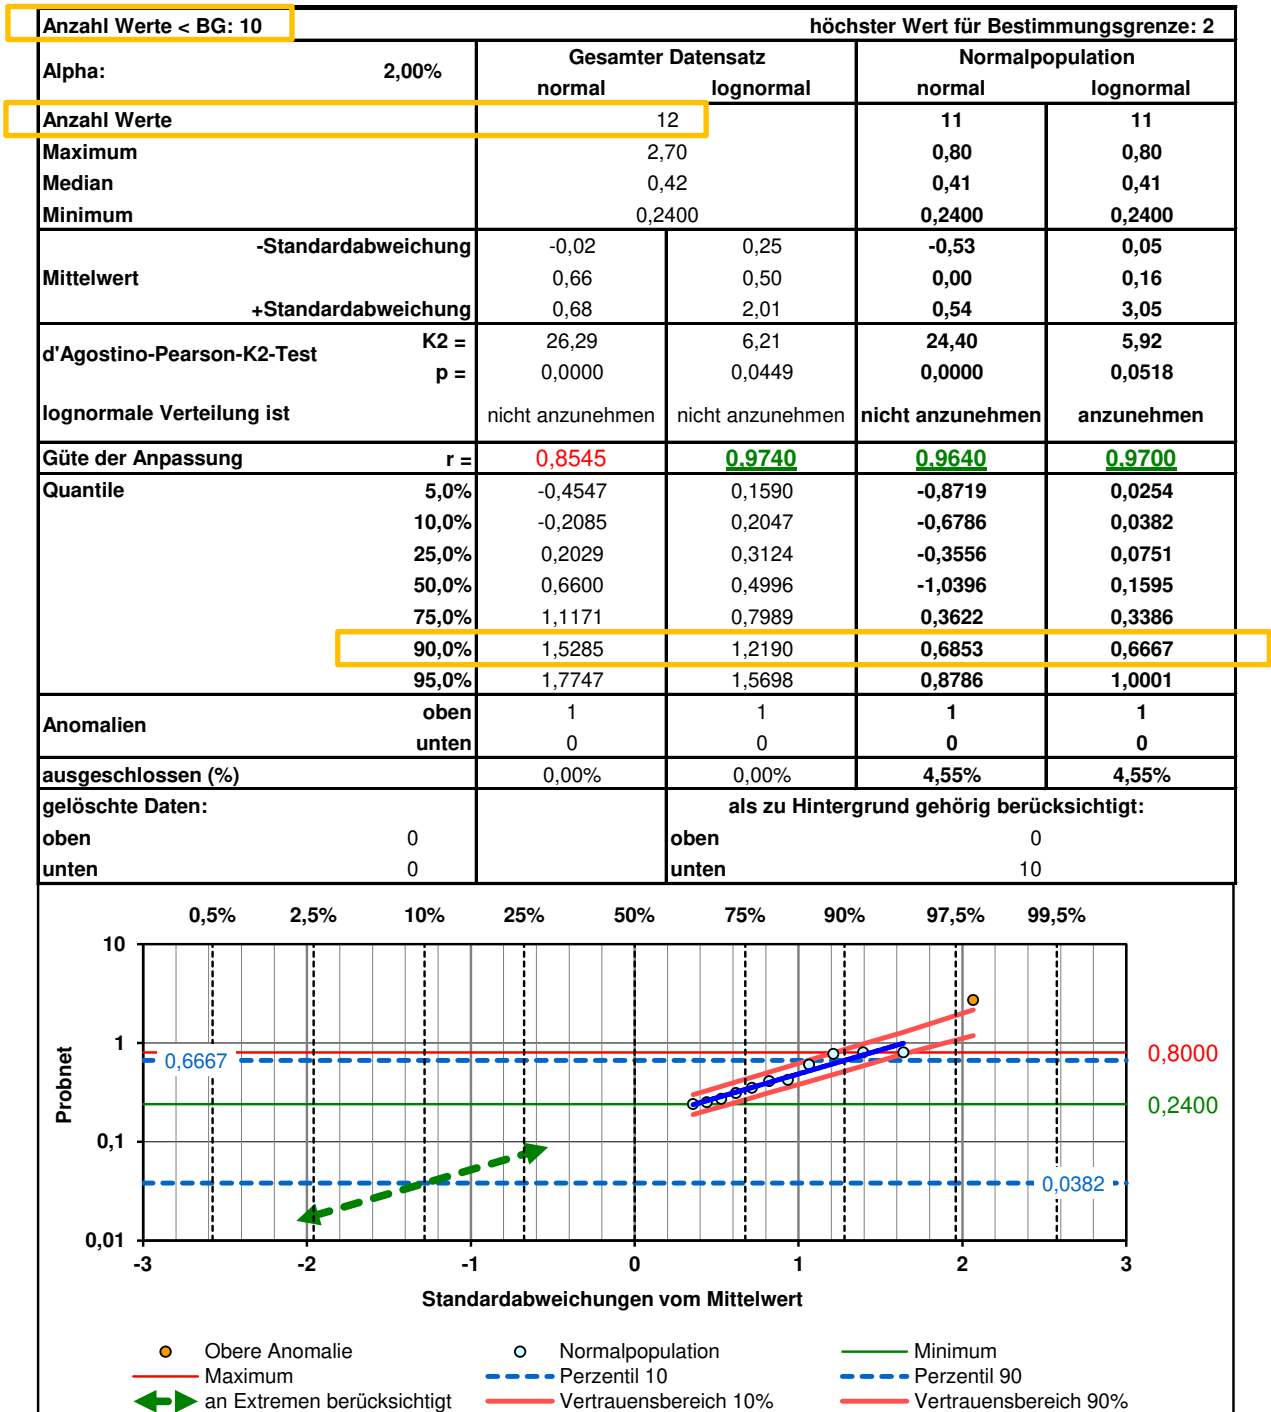 Anzahl Werte < BG: 10 höchster Wert für Bestimmungsgrenze: 2
Alpha: 2,00% Gesamter Datensatz Normalpopulation
normal lognormal normal lognormal
Anzahl Werte 12 11 11
Maximum 2,70 0,80 0,80
Median 0,42 0,41 0,41
Minimum 0,2400 0,2400 0,2400
-Standardabweichung -0,02 0,25 -0,53 0,05
Mittelwert 0,66 0,50 0,00 0,16
+Standardabweichung 0,68 2,01 0,54 3,05
d'Agostino-Pearson-K2-Test K2 = 26,29 6,21 24,40 5,92
p = 0,0000 0,0449 0,0000 0,0518
lognormale Verteilung ist nicht anzunehmen nicht anzunehmen nicht anzunehmen anzunehmen
Güte der Anpassung r = 0,8545 0,9740 0,9640 0,9700
Quantile 5,0% -0,4547 0,1590 -0,8719 0,0254
10,0% -0,2085 0,2047 -0,6786 0,0382
25,0% 0,2029 0,3124 -0,3556 0,0751
50,0% 0,6600 0,4996 -1,0396 0,1595
75,0% 1,1171 0,7989 0,3622 0,3386
90,0% 1,5285 1,2190 0,6853 0,6667
95,0% 1,7747 1,5698 0,8786 1,0001
Anomalien oben 1 1 1 1
unten 0 0 0 0
ausgeschlossen (%) 0,00% 0,00% 4,55% 4,55%
gelöschte Daten: als zu Hintergrund gehörig berücksichtigt:
oben 0 oben 0
unten 0 unten 10
0,5% 2,5% 10% 25% 50% 75% 90% 97,5% 99,5%
10
1
0,1
0,01
Probnet
0,6667
0,8000
0,2400
0,0382
-3 -2 -1 0 1 2 3
Standardabweichungen vom Mittelwert
Obere Anomalie Normalpopulation Minimum
Maximum Perzentil 10 Perzentil 90
an Extremen berücksichtigt Vertrauensbereich 10% Vertrauensbereich 90%